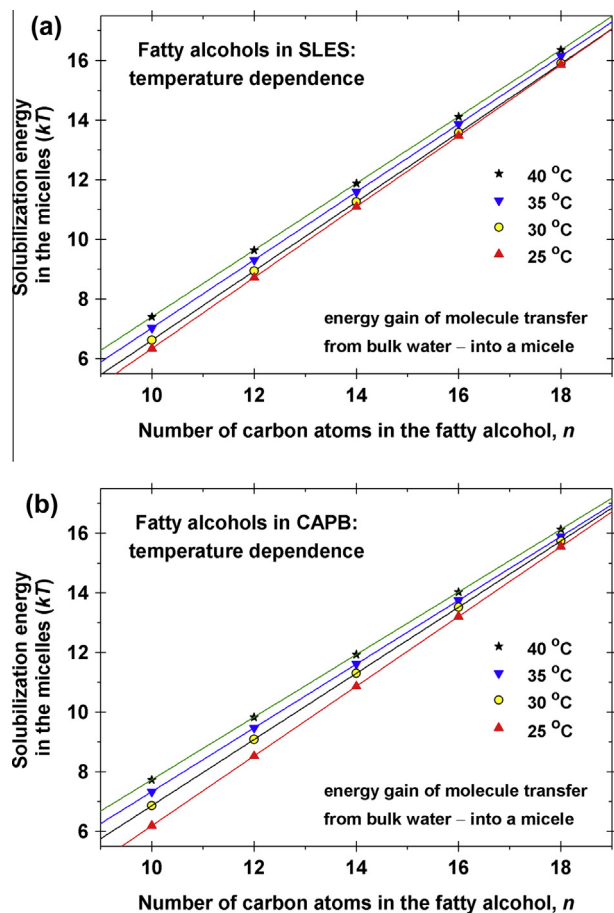 (a)
Fatty alcohols in SLES:
temperature dependence
Solubilization energy
in the micelles (kT)
16
14
12
10
8
6
40 °C
35 °C
30 °C
25 °C
energy gain of molecule transfer
from bulk water – into a micele
10 12 14 16 18
Number of carbon atoms in the fatty alcohol, n
(b)
Fatty alcohols in CAPB:
temperature dependence
Solubilization energy
in the micelles (kT)
16
14
12
10
8
6
40 °C
35 °C
30 °C
25 °C
energy gain of molecule transfer
from bulk water – into a micele
10 12 14 16 18
Number of carbon atoms in the fatty alcohol, n